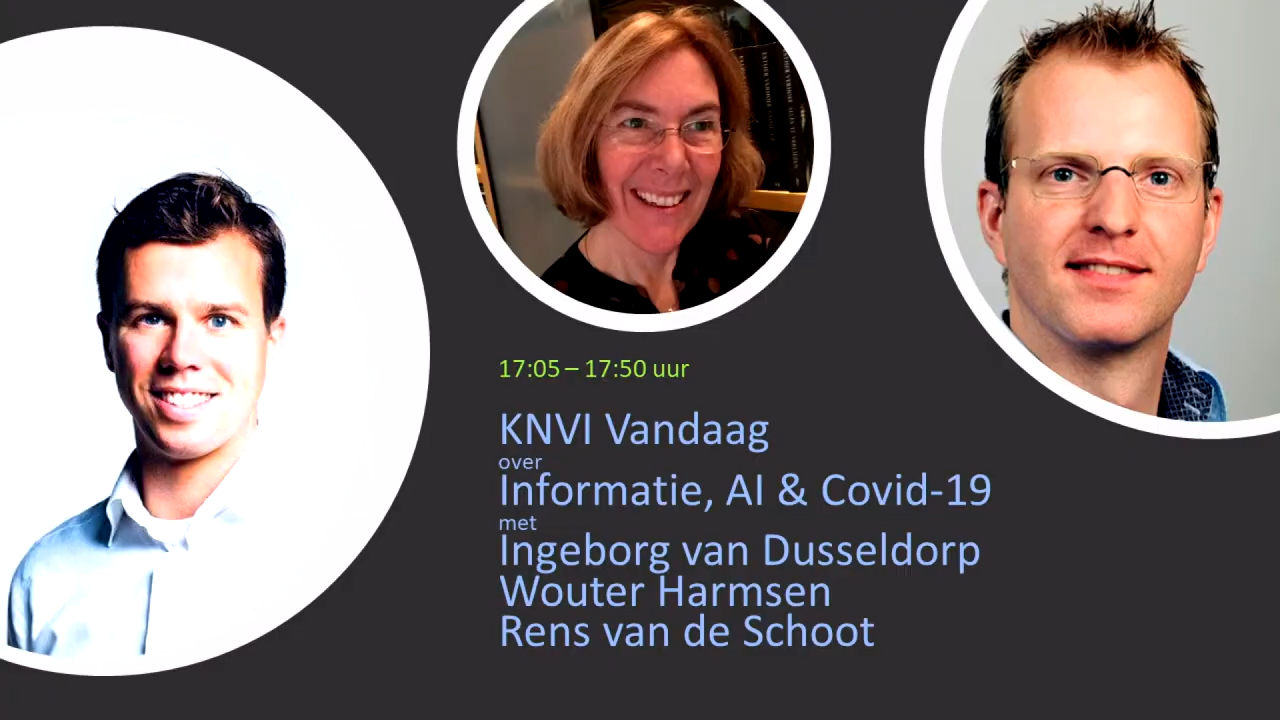 17:05 – 17:50 uur
KNVI Vandaag
over
Informatie, AI & Covid-19
met
Ingeborg van Dusseldorp
Wouter Harmsen
Rens van de Schoot